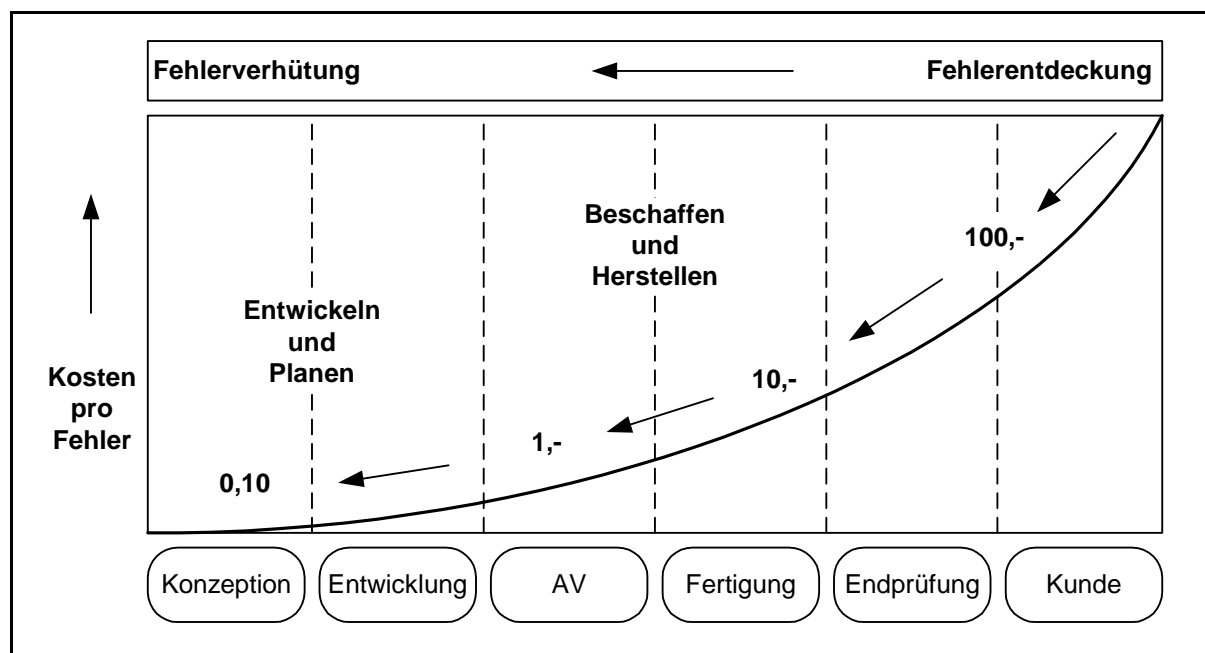 Fehlerverhütung
Fehlerentdeckung
Beschaffen
und
Herstellen
100,-
Entwickeln
und
Planen
Kosten
pro
Fehler
10,-
1,-
0,10
Konzeption
Entwicklung
AV
Fertigung
Endprüfung
Kunde